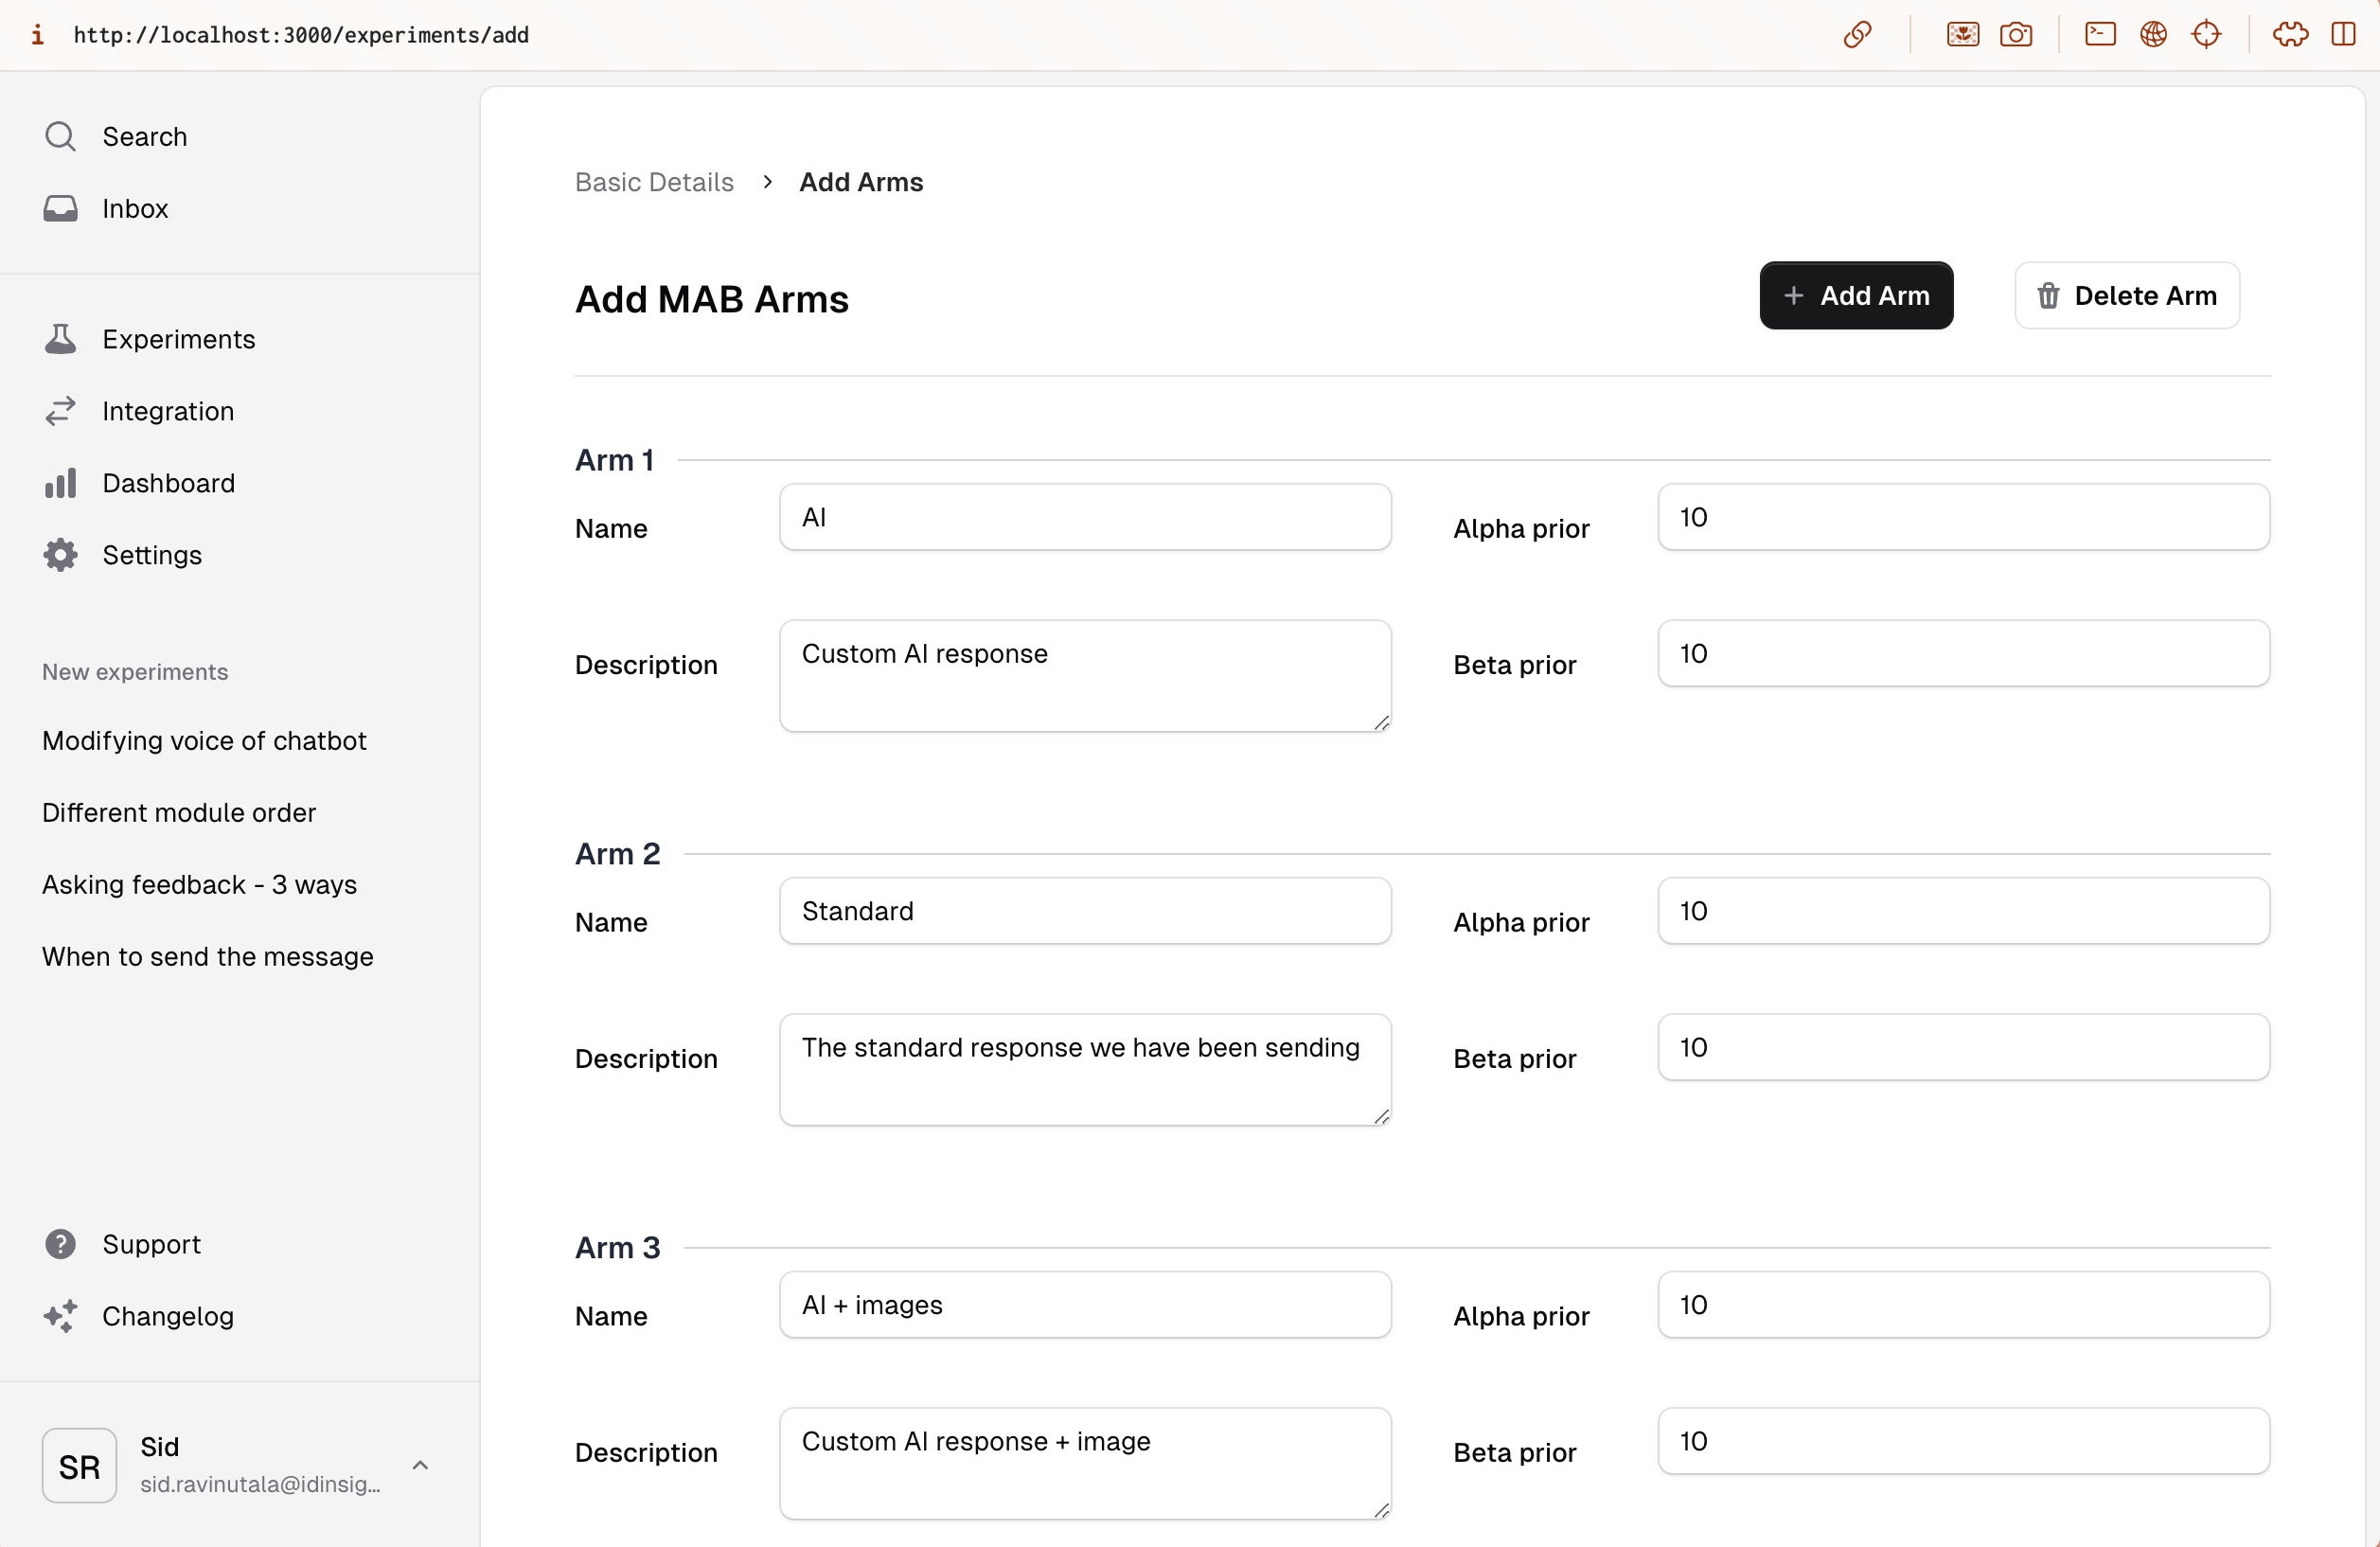 i http://localhost:3000/experiments/add
Search
Inbox
Experiments
Integration
Dashboard
Settings
New experiments
Modifying voice of chatbot
Different module order
Asking feedback - 3 ways
When to send the message
Support
Changelog
SR
Sid
sid.ravinutala@idinsig...
Basic Details > Add Arms
Add MAB Arms
+ Add Arm
Delete Arm
Arm 1
Name AI Alpha prior 10
Description Custom AI response Beta prior 10
Arm 2
Name Standard Alpha prior 10
Description The standard response we have been sending Beta prior 10
Arm 3
Name AI + images Alpha prior 10
Description Custom AI response + image Beta prior 10